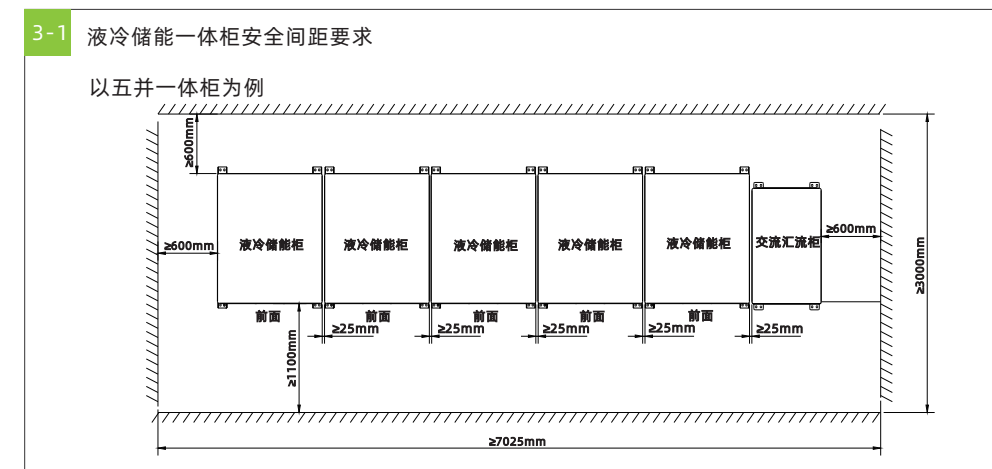 3-1
液冷储能一体柜安全间距要求
以五并一体柜为例
≥600mm
≥600mm
液冷储能柜
液冷储能柜
液冷储能柜
液冷储能柜
液冷储能柜
交流汇流柜
≥600mm
≥3000mm
前面
前面
前面
前面
≥25mm
≥25mm
≥25mm
≥25mm
≥25mm
≥1100mm
≥7025mm